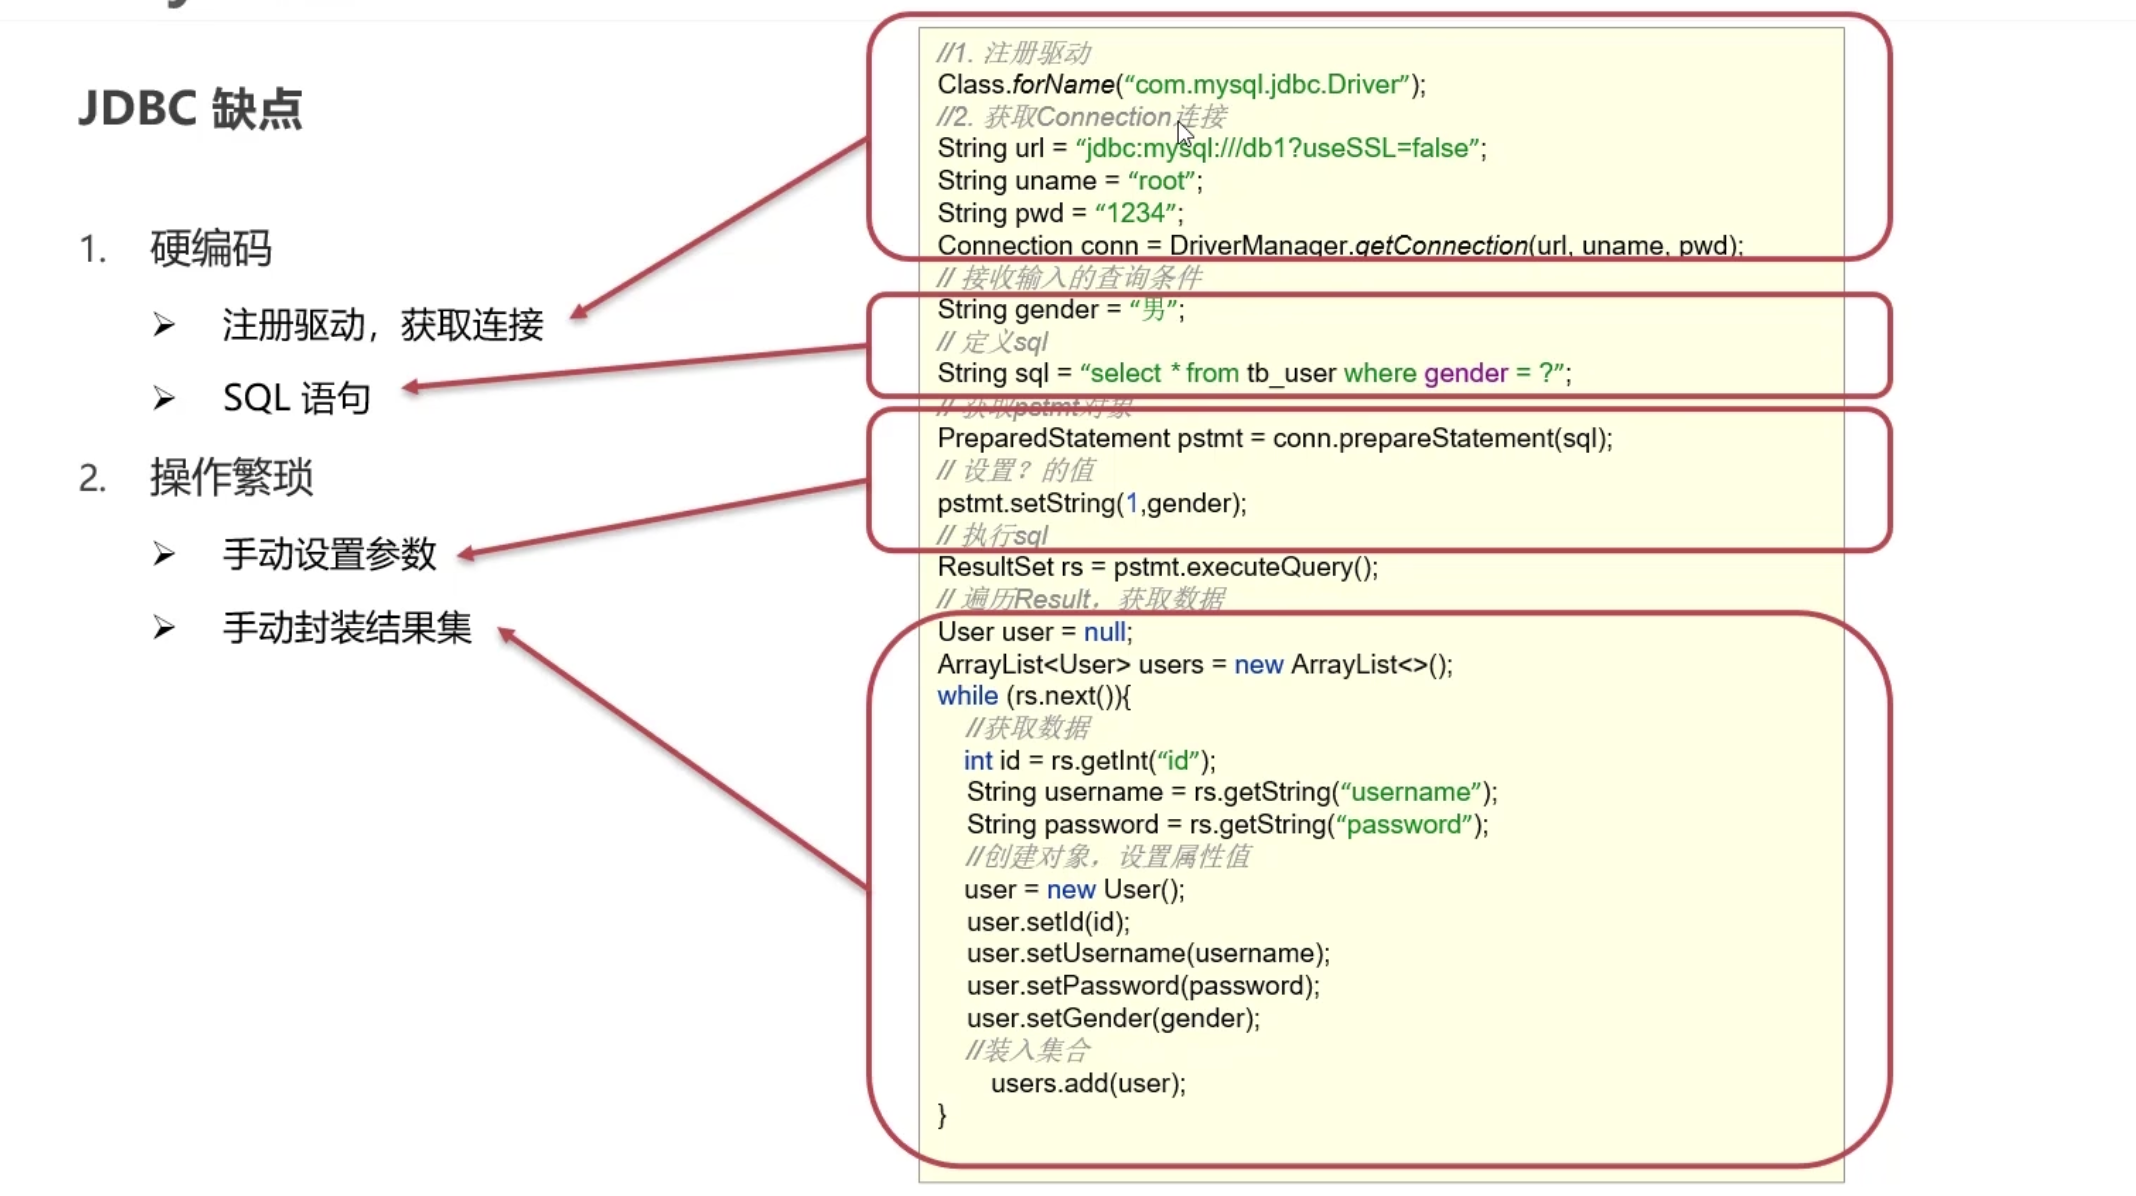 JDBC 缺点
1. 硬编码
注册驱动，获取连接
SQL 语句
2. 操作繁琐
手动设置参数
手动封装结果集
//1. 注册驱动
Class.forName(“com.mysql.jdbc.Driver”);
//2. 获取Connection连接
String url = “jdbc:mysql:///db1?useSSL=false”;
String uname = “root”;
String pwd = “1234”;
Connection conn = DriverManager.getConnection(url, uname, pwd);
// 接收输入的查询条件
String gender = “男”;
// 定义sql
String sql = “select * from tb_user where gender = ?”;
// 获取pstmt对象
PreparedStatement pstmt = conn.prepareStatement(sql);
// 设置？的值
pstmt.setString(1,gender);
// 执行sql
ResultSet rs = pstmt.executeQuery();
// 遍历Result，获取数据
User user = null;
ArrayList<User> users = new ArrayList<>();
while (rs.next()){
//获取数据
int id = rs.getInt(“id”);
String username = rs.getString(“username”);
String password = rs.getString(“password”);
//创建对象，设置属性值
user = new User();
user.setId(id);
user.setUsername(username);
user.setPassword(password);
user.setGender(gender);
//装入集合
users.add(user);
}